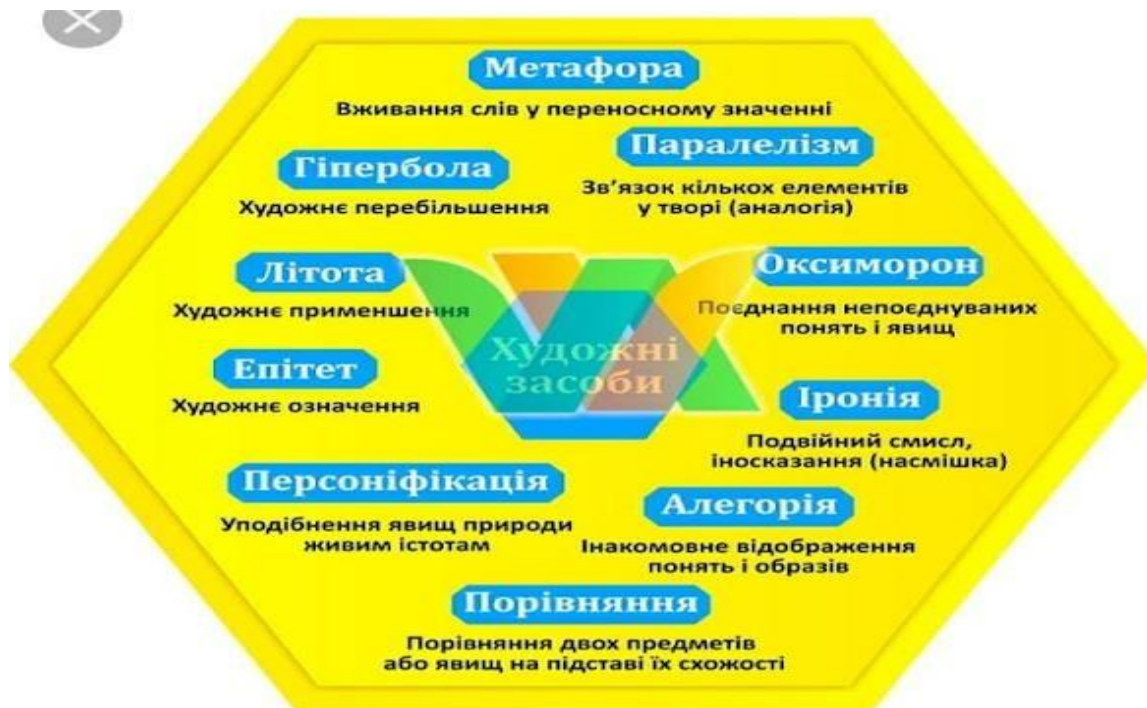 Метафора
Вживання слів у переносному значенні
Гіпербола
Художнє перебільшення
Паралелізм
Зв’язок кількох елементів
у творі (аналогія)
Літота
Художнє применшення
Оксиморон
Поєднання непоєднуваних
понять і явищ
Художні
засоби
Епітет
Художнє означення
Іронія
Подвійний смисл,
іносказання (насмішка)
Персоніфікація
Уподібнення явищ природи
живим істотам
Алегорія
Інакомовне відображення
понять і образів
Порівняння
Порівняння двох предметів
або явищ на підставі їх схожості